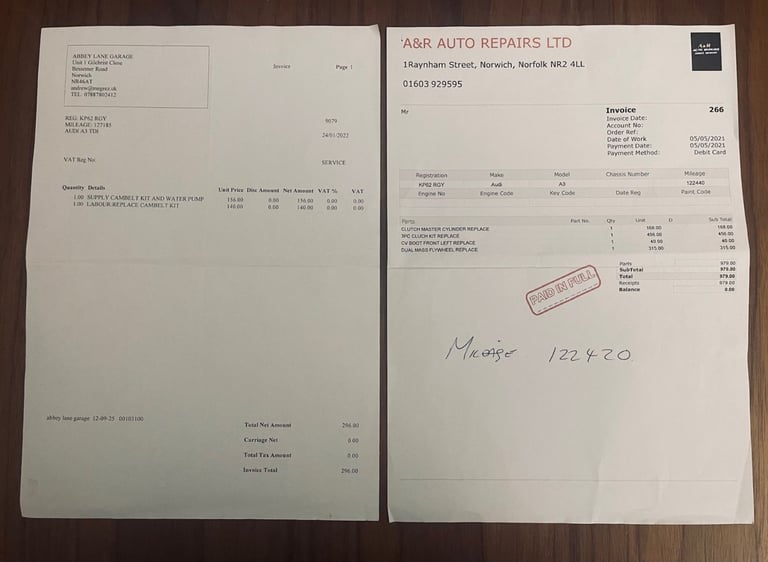 ABBEY LANE GARAGE
Unit 1 Gilchrist Close
Bessemer Road
Norwich
NR46AT
andrew@megeez.uk
TEL: 07887802412
Invoice
Page 1
REG: KP62 RGY
MILEAGE: 127185
AUDI A3 TDI
9079
24/01/2022
VAT Reg No.
SERVICE
Quantity Details Unit Price Disc Amount Net Amount VAT % VAT
1.00 SUPPLY CAMBELT KIT AND WATER PUMP 156.00 0.00 156.00 0.00 0.00
1.00 LABOUR:REPLACE CAMBELT KIT 140.00 0.00 140.00 0.00 0.00
abbey lane garage 12-09-25 00103100
Total Net Amount 296.00
Carriage Net 0.00
Total Tax Amount 0.00
Invoice Total 296.00
A&R AUTO REPAIRS LTD
1Raynham Street, Norwich, Norfolk NR2 4LL
01603 929595
Mr
Invoice 266
Invoice Date:
Account No:
Order Ref:
Date of Work 05/05/2021
Payment Date: 05/05/2021
Payment Method: Debit Card
Registration Make Model Chassis Number Mileage
KP62 RGY Audi A3 122440
Engine No Engine Code Key Code Date Reg Paint Code
Parts Part No. Qty Unit D Sub Total
CLUTCH MASTER CYLINDER REPLACE 1 168.00 168.00
3PC CLUCH KIT REPLACE 1 456.00 456.00
CV BOOT FRONT LEFT REPLACE 1 40.00 40.00
DUAL MASS FLYWHEEL REPLACE 1 315.00 315.00
Parts 979.00
SubTotal 979.00
Total 979.00
Receipts 979.00
Balance 0.00
PAID IN FULL
Mileage 122420